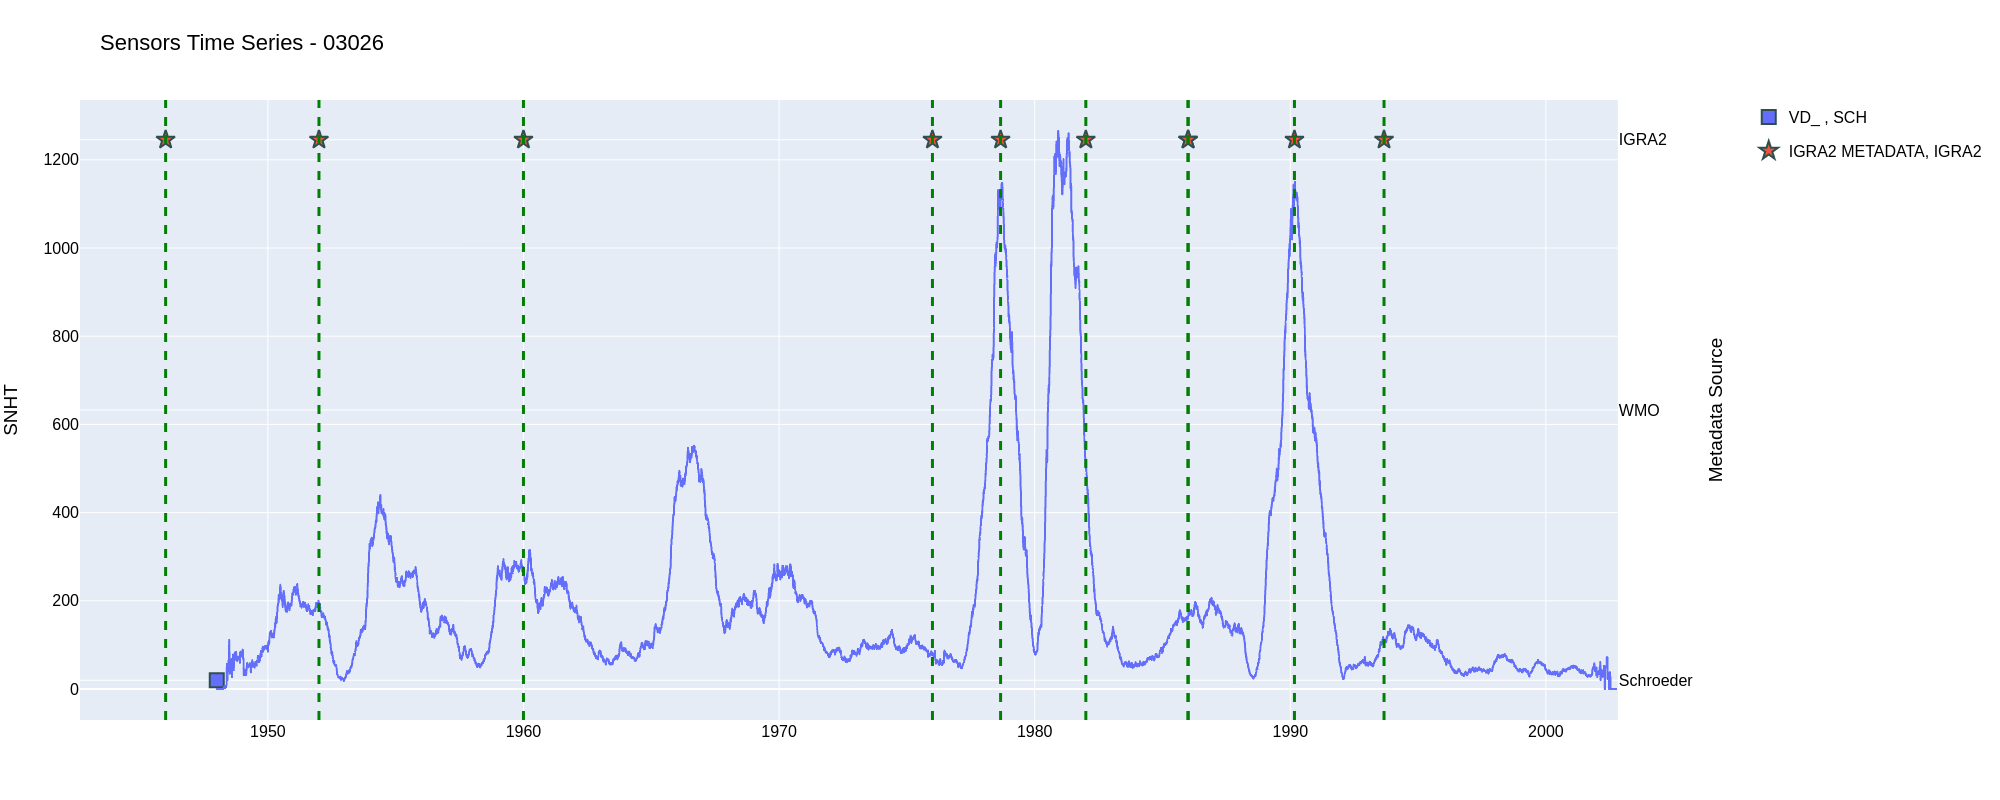 Sensors Time Series - 03026
VD_ , SCH
IGRA2 METADATA, IGRA2
SNHT
1200
1000
800
600
400
200
0
IGRA2
WMO
Schroeder
Metadata Source
1950
1960
1970
1980
1990
2000